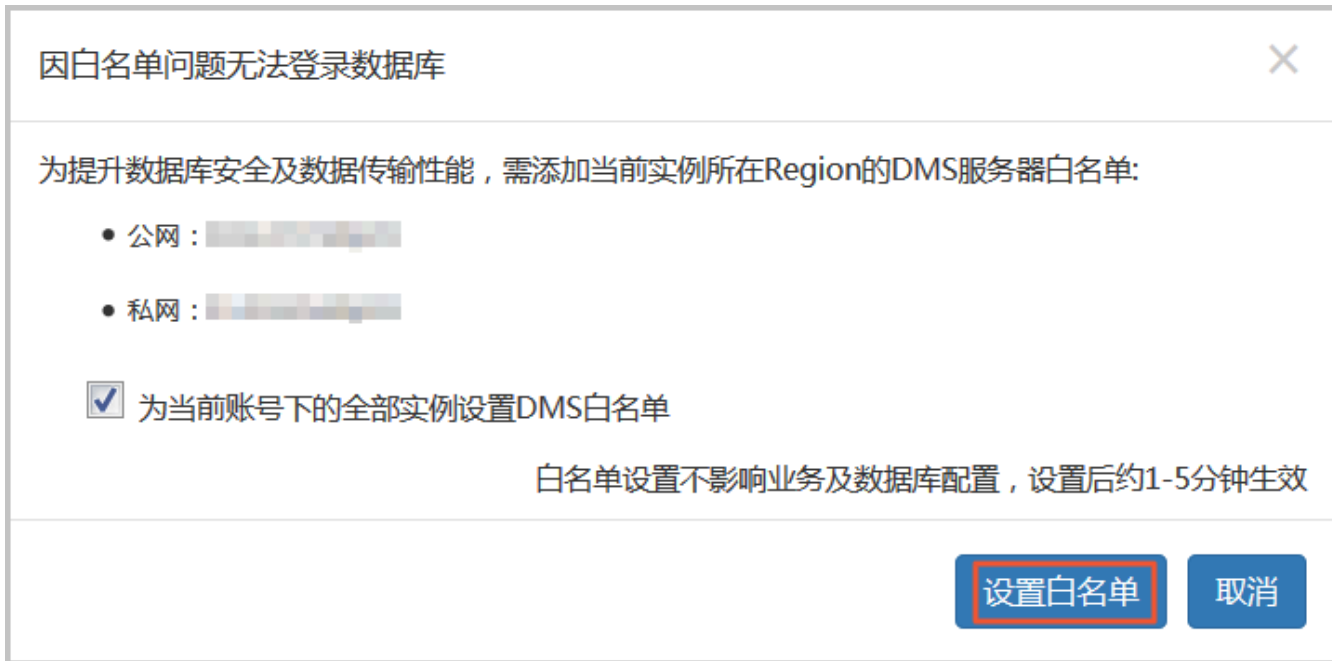 因白名单问题无法登录数据库
为提升数据库安全及数据传输性能，需添加当前实例所在Region的DMS服务器白名单:
• 公网：
• 私网：
为当前账号下的全部实例设置DMS白名单
白名单设置不影响业务及数据库配置，设置后约1-5分钟生效
设置白名单 取消